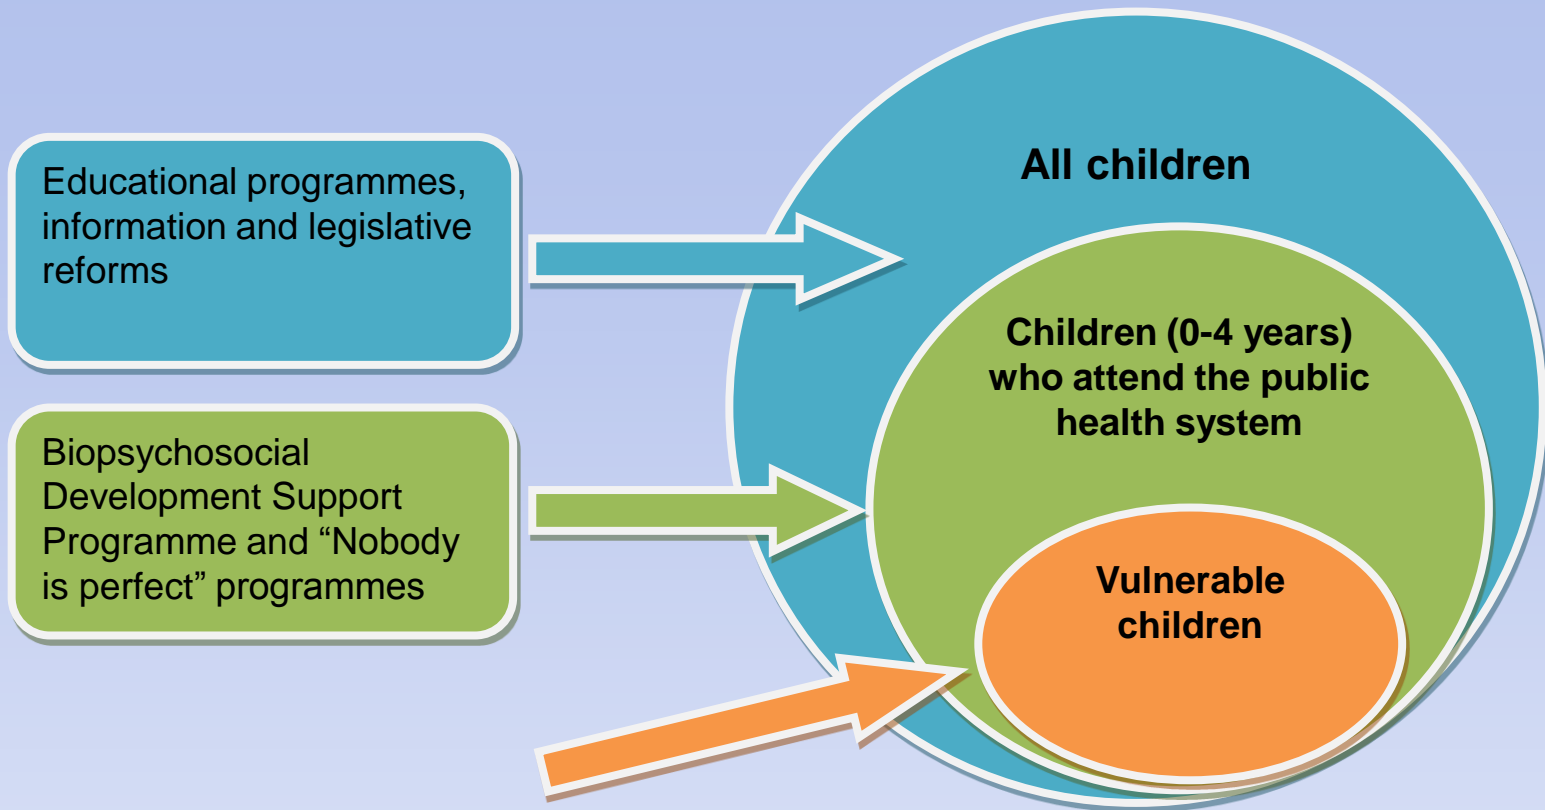 Educational programmes,
information and legislative
reforms
Biopsychosocial
Development Support
Programme and “Nobody
is perfect” programmes
All children
Children (0-4 years)
who attend the public
health system
Vulnerable
children